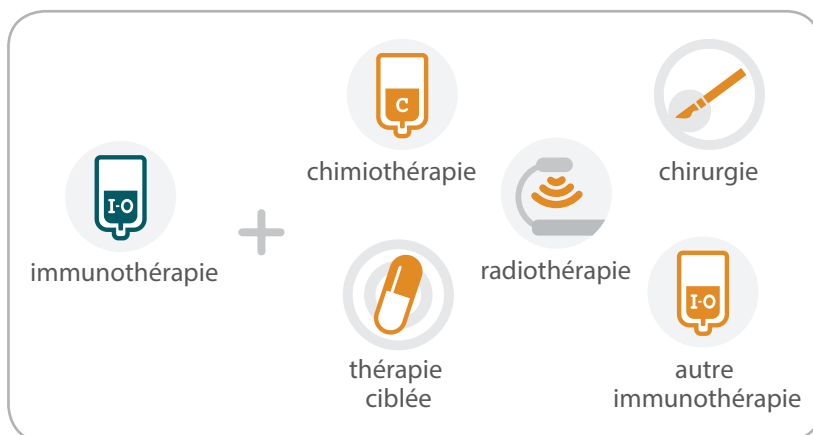 I-O
immunothérapie
+
C
chimiothérapie
thérapie
ciblée
radiothérapie
chirurgie
I-O
autre
immunothérapie